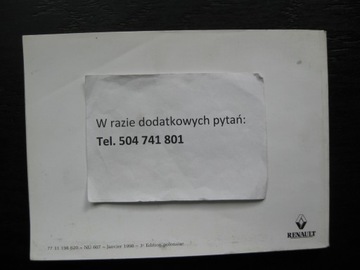 W razie dodatkowych pytań:
Tel. 504 741 801
RENAULT